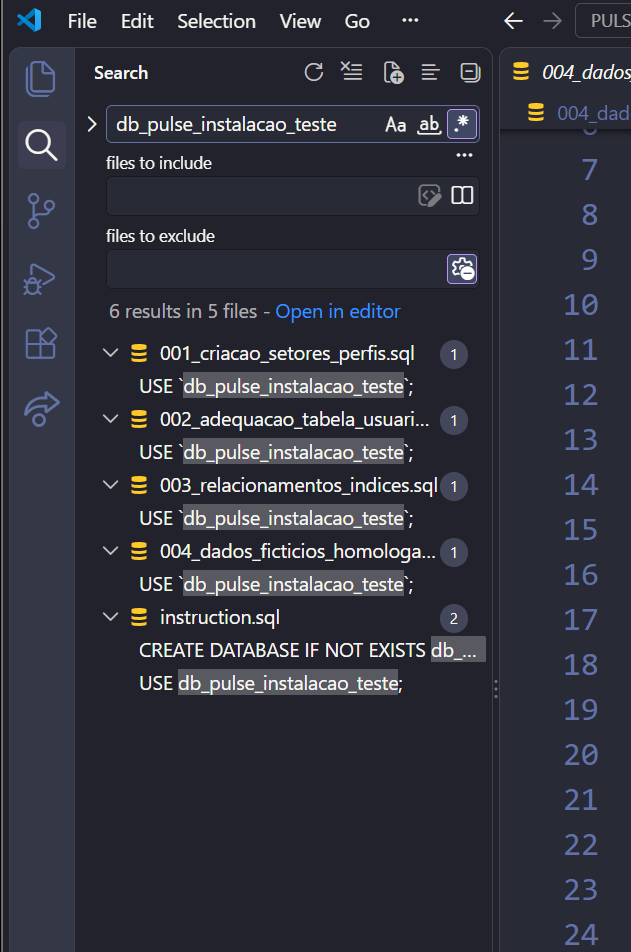 File Edit Selection View Go ··· PULS
Search
db_pulse_instalacao_teste Aa ab .*
files to include ···
files to exclude
6 results in 5 files - Open in editor
001_criacao_setores_perfis.sql 1
USE `db_pulse_instalacao_teste`;
002_adequacao_tabela_usuari... 1
USE `db_pulse_instalacao_teste`;
003_relacionamentos_indices.sql 1
USE `db_pulse_instalacao_teste`;
004_dados_ficticios_homologa... 1
USE `db_pulse_instalacao_teste`;
instruction.sql 2
CREATE DATABASE IF NOT EXISTS db_...
USE db_pulse_instalacao_teste;
004_dados_
004_dad
7
8
9
10
11
12
13
14
15
16
17
18
19
20
21
22
23
24